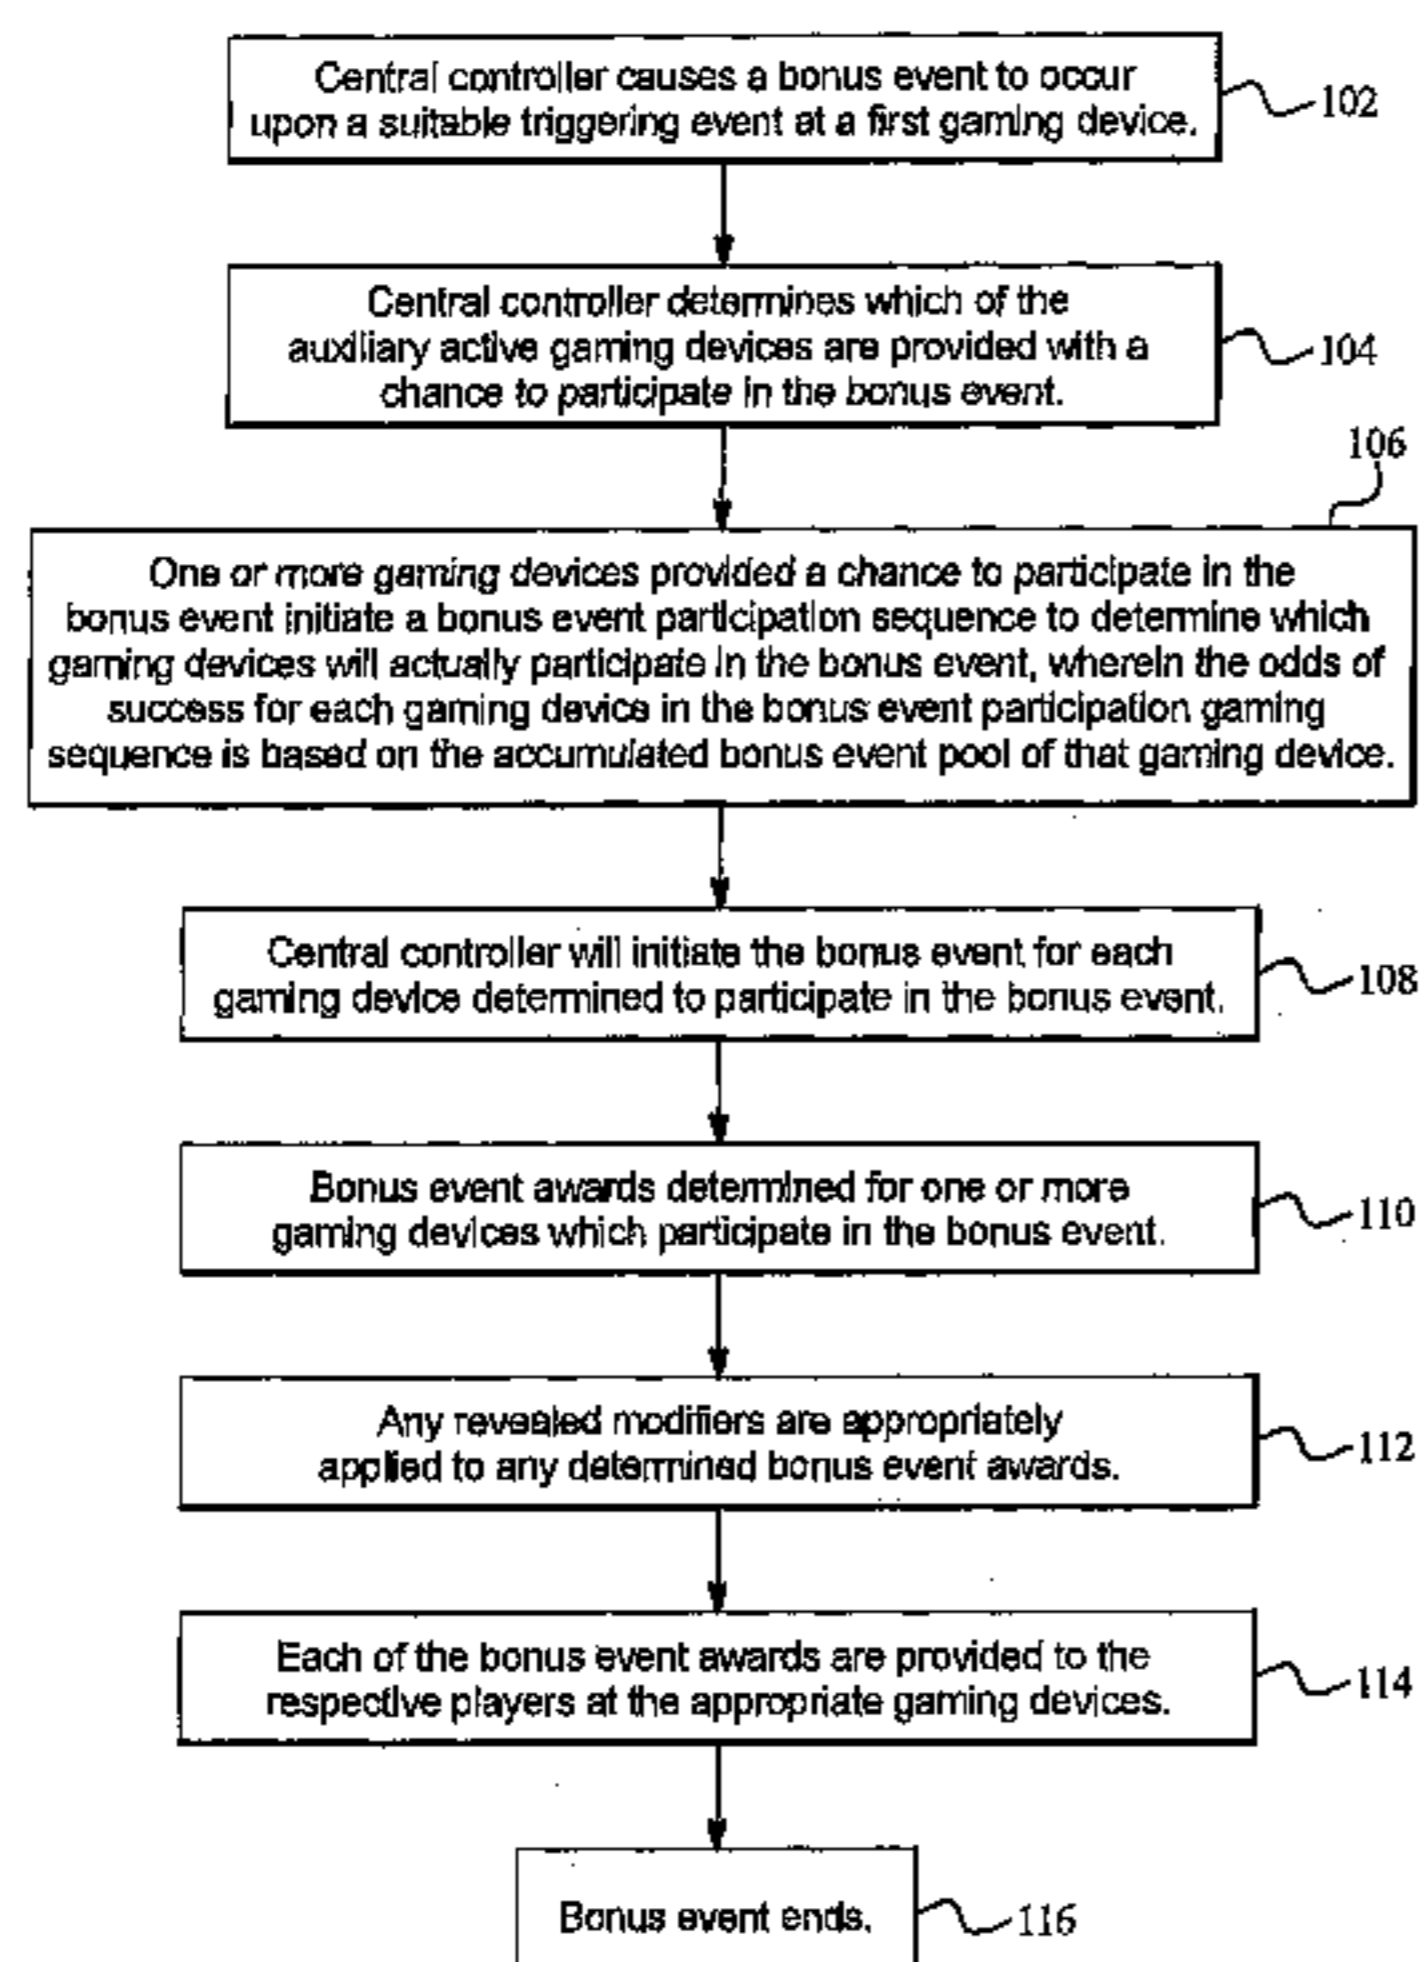 Central controller causes a bonus event to occur
upon a suitable triggering event at a first gaming device.
102
Central controller determines which of the
auxiliary active gaming devices are provided with a
chance to participate in the bonus event.
104
106
One or more gaming devices provided a chance to participate in the
bonus event initiate a bonus event participation sequence to determine which
gaming devices will actually participate in the bonus event, wherein the odds of
success for each gaming device in the bonus event participation gaming
sequence is based on the accumulated bonus event pool of that gaming device.
Central controller will initiate the bonus event for each
gaming device determined to participate in the bonus event.
108
Bonus event awards determined for one or more
gaming devices which participate in the bonus event.
110
Any revealed modifiers are appropriately
applied to any determined bonus event awards.
112
Each of the bonus event awards are provided to the
respective players at the appropriate gaming devices.
114
Bonus event ends.
116